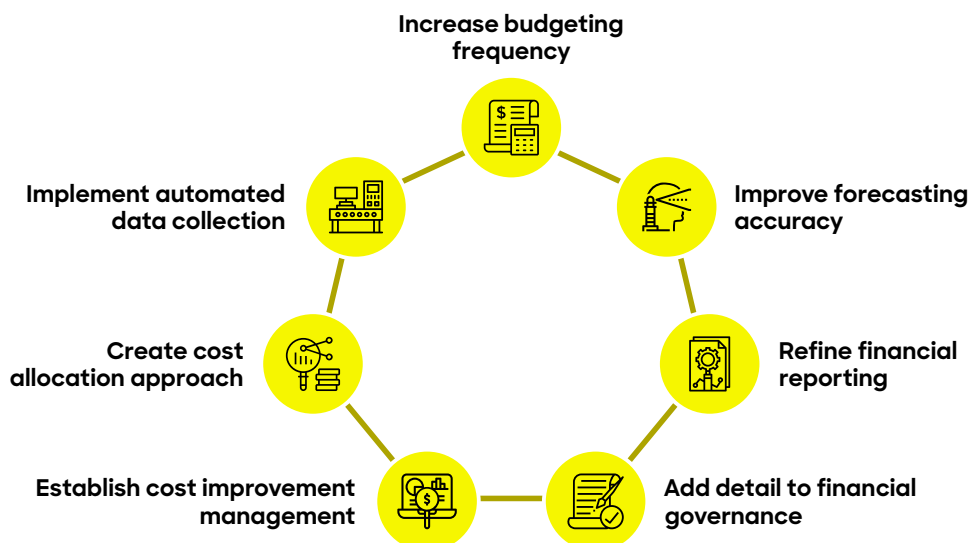 Increase budgeting
frequency
Improve forecasting
accuracy
Refine financial
reporting
Add detail to financial
governance
Establish cost improvement
management
Create cost
allocation approach
Implement automated
data collection
$
$